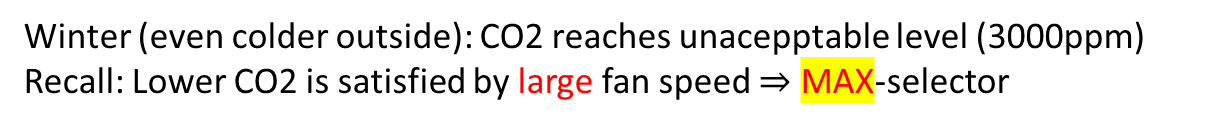 Winter (even colder outside): CO2 reaches unacepptable level (3000ppm)
Recall: Lower CO2 is satisfied by large fan speed ⇒ MAX-selector